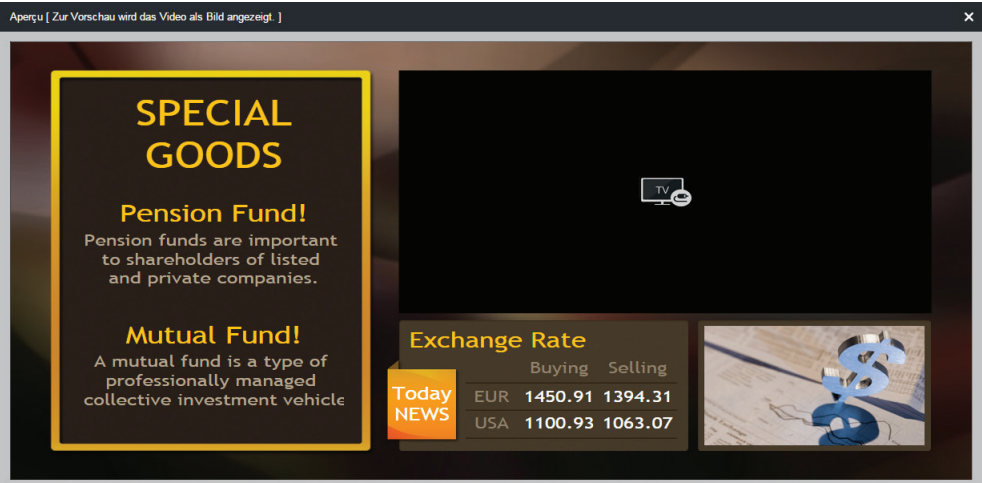 Aperçu [ Zur Vorschau wird das Video als Bild angezeigt. ]
SPECIAL
GOODS
Pension Fund!
Pension funds are important
to shareholders of listed
and private companies.
Mutual Fund!
A mutual fund is a type of
professionally managed
collective investment vehicle
TV
Exchange Rate
Buying Selling
Today
NEWS
EUR 1450.91 1394.31
USA 1100.93 1063.07